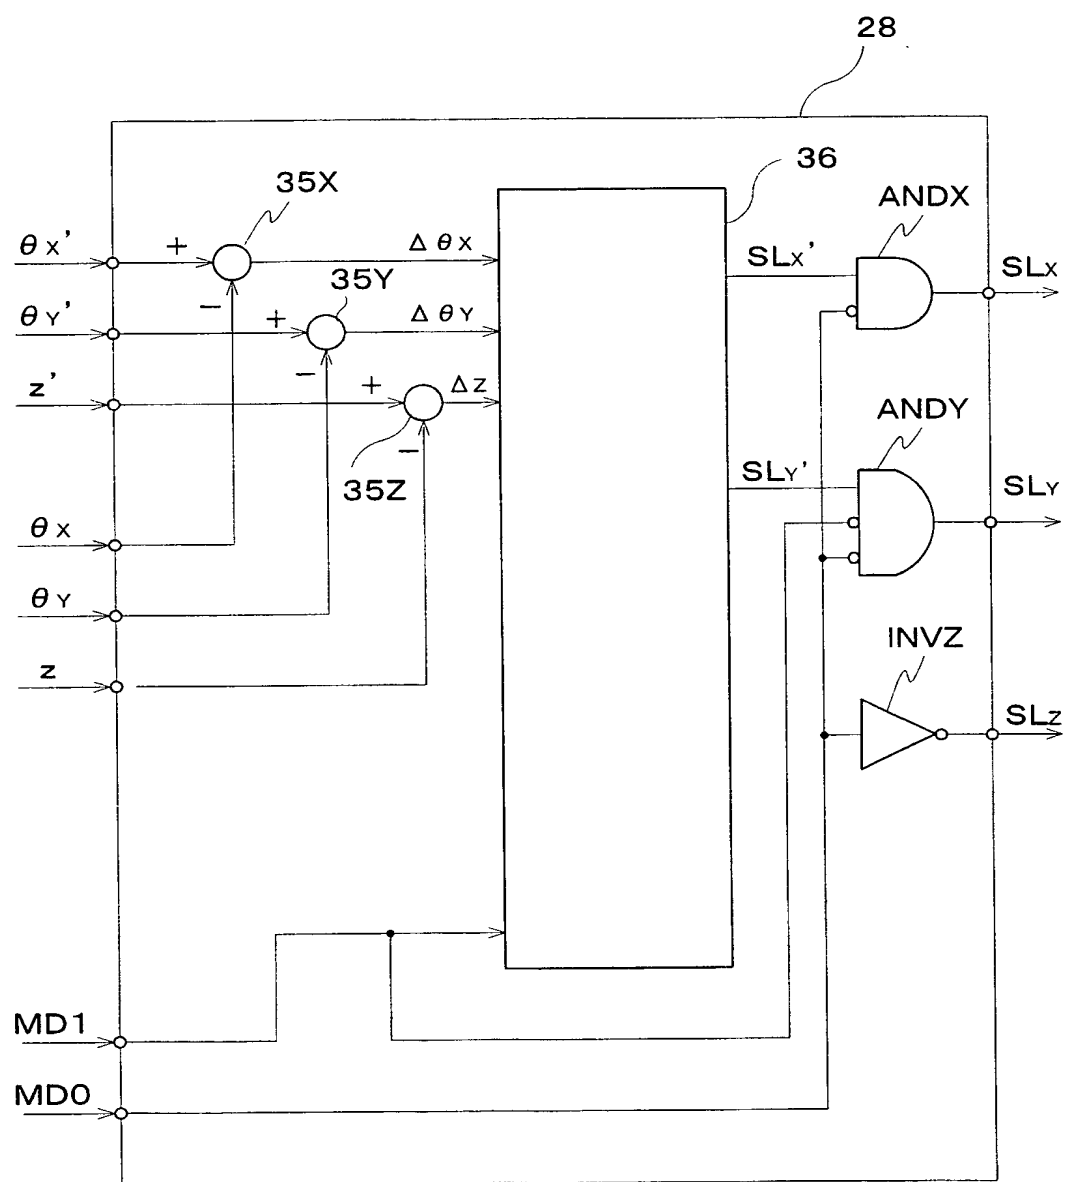 28
36
35X
ANDX
θX' + ΔθX SLX' SLX
35Y
−
θY' + ΔθY
−
z' + Δz ANDY
−
35Z SLY' SLY
θX
θY
INVZ
z SLZ
MD1
MD0